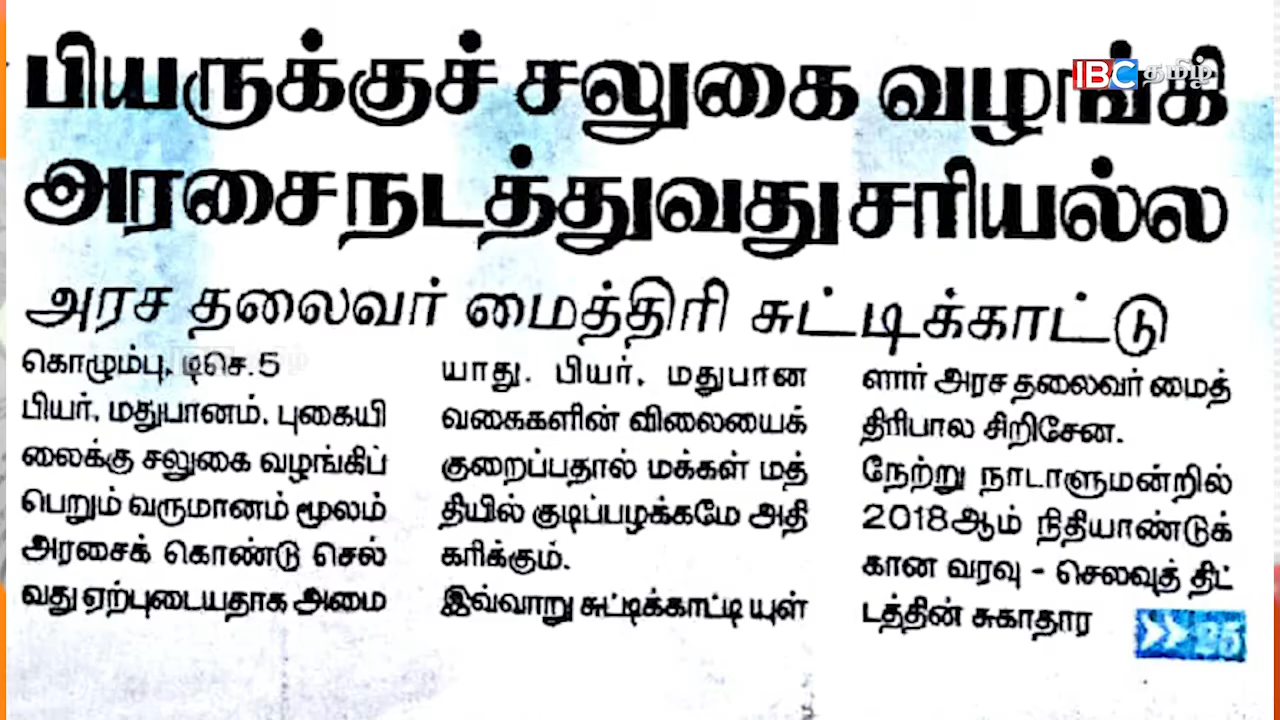 பியருக்குச் சலுகை வழங்கி
IBC தமிழ்
அரசை நடத்துவது சரியல்ல
அரச தலைவர் மைத்திரி சுட்டிக்காட்டு
கொழும்பு, டிசெ.5
பியர், மதுபானம், புகையி
லைக்கு சலுகை வழங்கிப்
பெறும் வருமானம் மூலம்
அரசைக் கொண்டு செல்
வது ஏற்புடையதாக அமை
யாது. பியர், மதுபான
வகைகளின் விலையைக்
குறைப்பதால் மக்கள் மத்
தியில் குடிப்பழக்கமே அதி
கரிக்கும்.
இவ்வாறு சுட்டிக்காட்டி யுள்
ளார் அரச தலைவர் மைத்
திரிபால சிறிசேன.
நேற்று நாடாளுமன்றில்
2018ஆம் நிதியாண்டுக்
கான வரவு - செலவுத் திட்
டத்தின் சுகாதார
>> 25